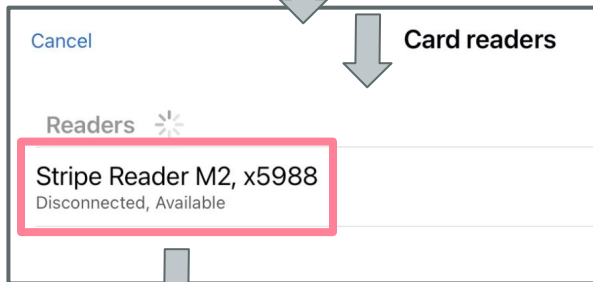 Cancel
Card readers
Readers
Stripe Reader M2, x5988
Disconnected, Available